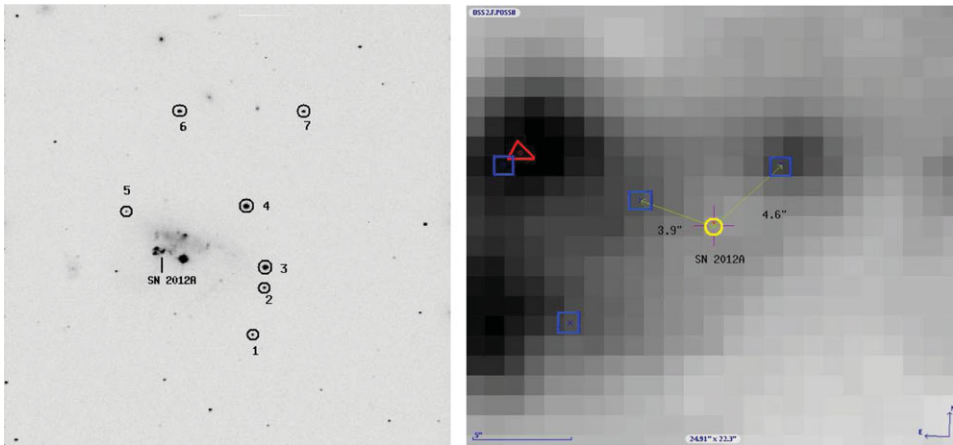 6
7
5
4
SN 2012A
3
2
1
DSS2.F.POSSII
3.9"
4.6"
SN 2012A
5"
24.91" x 22.3"
N
E